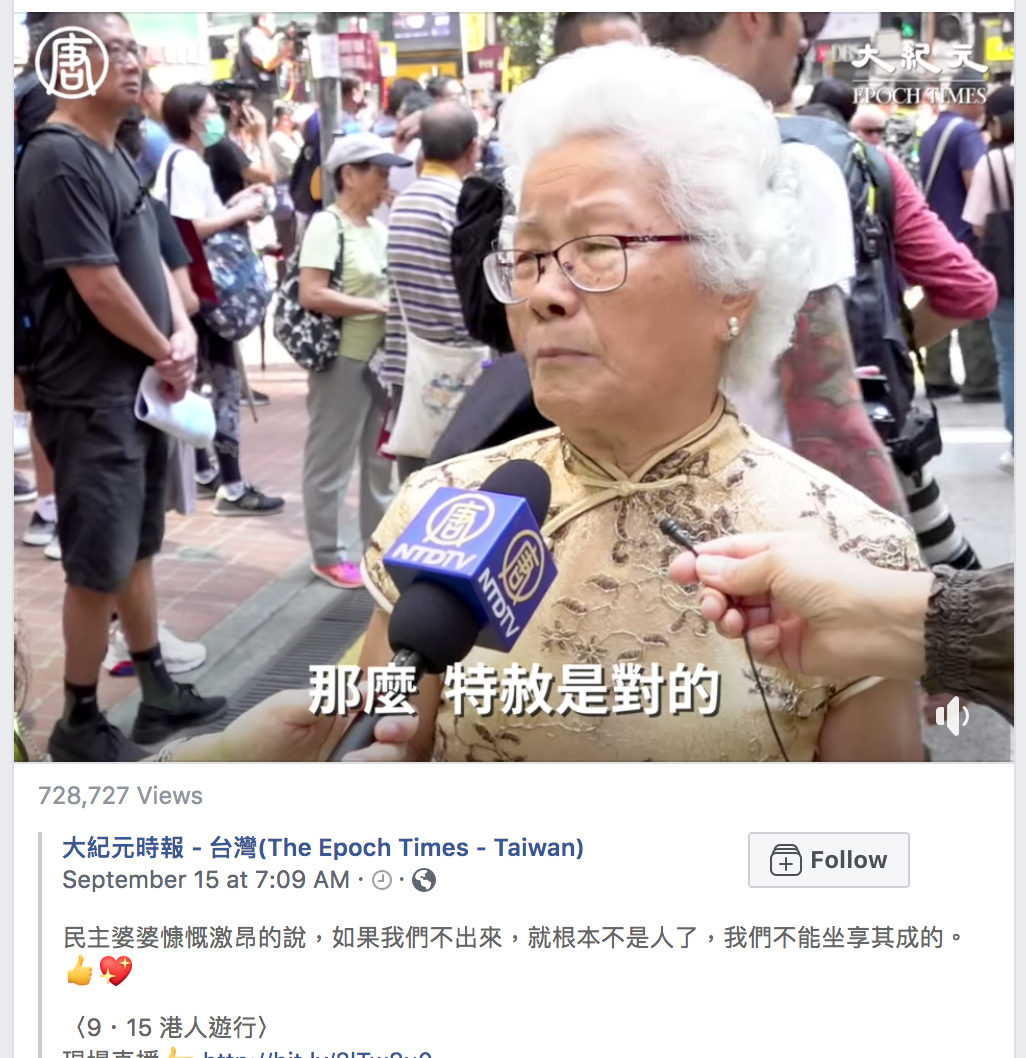 唐
大紀元
EPOCH TIMES
唐
NTDTV
唐
NTDTV
那麼 特赦是對的
728,727 Views
大紀元時報 - 台灣(The Epoch Times - Taiwan)
Follow
September 15 at 7:09 AM
民主婆婆慷慨激昂的說，如果我們不出來，就根本不是人了，我們不能坐享其成的。
👍💖
〈9．15 港人遊行〉